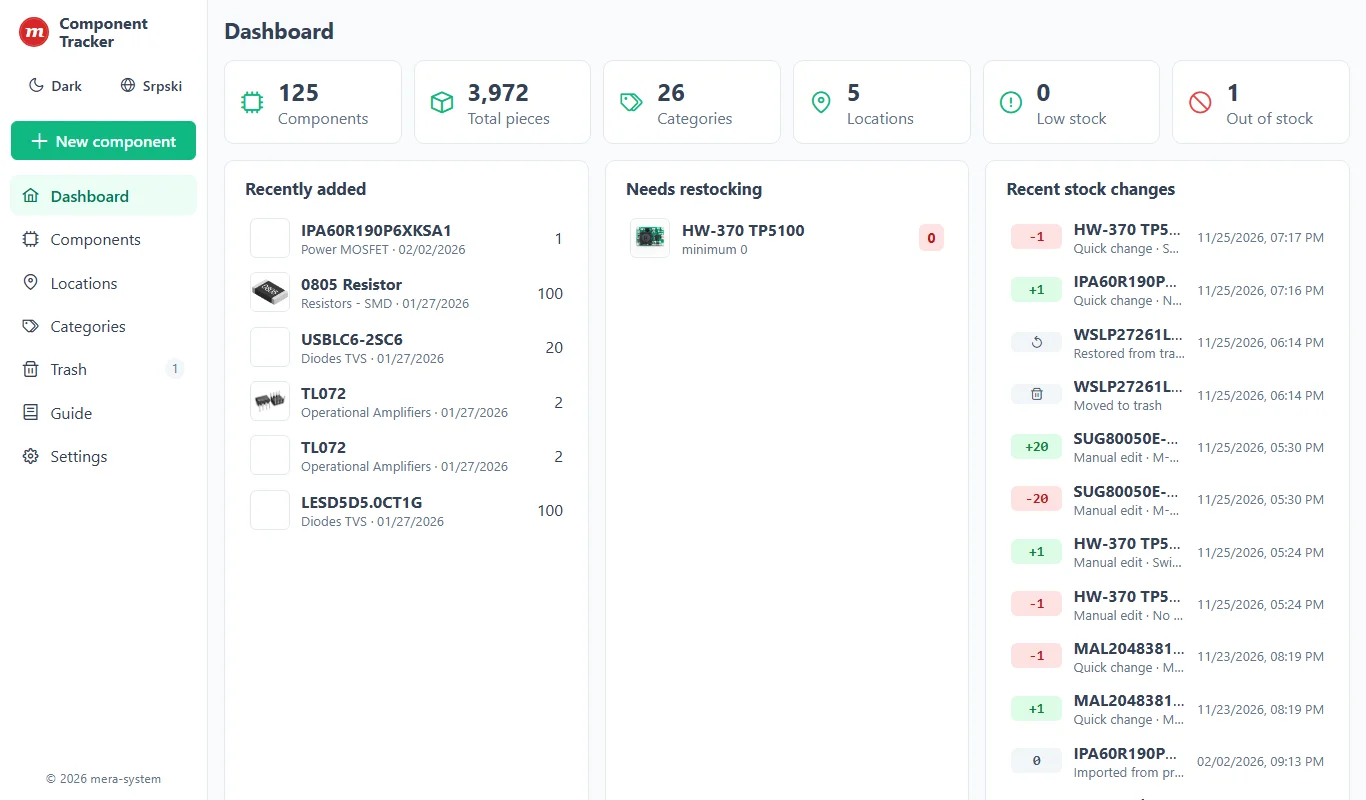 m
Component
Tracker
Dark
Srpski
New component
Dashboard
Components
Locations
Categories
Trash 1
Guide
Settings
© 2026 mera-system
Dashboard
125
Components
3,972
Total pieces
26
Categories
5
Locations
0
Low stock
1
Out of stock
Recently added
IPA60R190P6XKSA1
Power MOSFET · 02/02/2026
1
0805 Resistor
Resistors - SMD · 01/27/2026
100
USBLC6-2SC6
Diodes TVS · 01/27/2026
20
TL072
Operational Amplifiers · 01/27/2026
2
TL072
Operational Amplifiers · 01/27/2026
2
LESD5D5.0CT1G
Diodes TVS · 01/27/2026
100
Needs restocking
HW-370 TP5100
minimum 0
0
Recent stock changes
-1
HW-370 TP5...
Quick change · S...
11/25/2026, 07:17 PM
+1
IPA60R190P...
Quick change · N...
11/25/2026, 07:16 PM
WSLP27261L...
Restored from tra...
11/25/2026, 06:14 PM
WSLP27261L...
Moved to trash
11/25/2026, 06:14 PM
+20
SUG80050E-...
Manual edit · M-...
11/25/2026, 05:30 PM
-20
SUG80050E-...
Manual edit · M-...
11/25/2026, 05:30 PM
+1
HW-370 TP5...
Manual edit · Swi...
11/25/2026, 05:24 PM
-1
HW-370 TP5...
Manual edit · No ...
11/25/2026, 05:24 PM
-1
MAL2048381...
Quick change · M...
11/23/2026, 08:19 PM
+1
MAL2048381...
Quick change · M...
11/23/2026, 08:19 PM
0
IPA60R190P...
Imported from pr...
02/02/2026, 09:13 PM